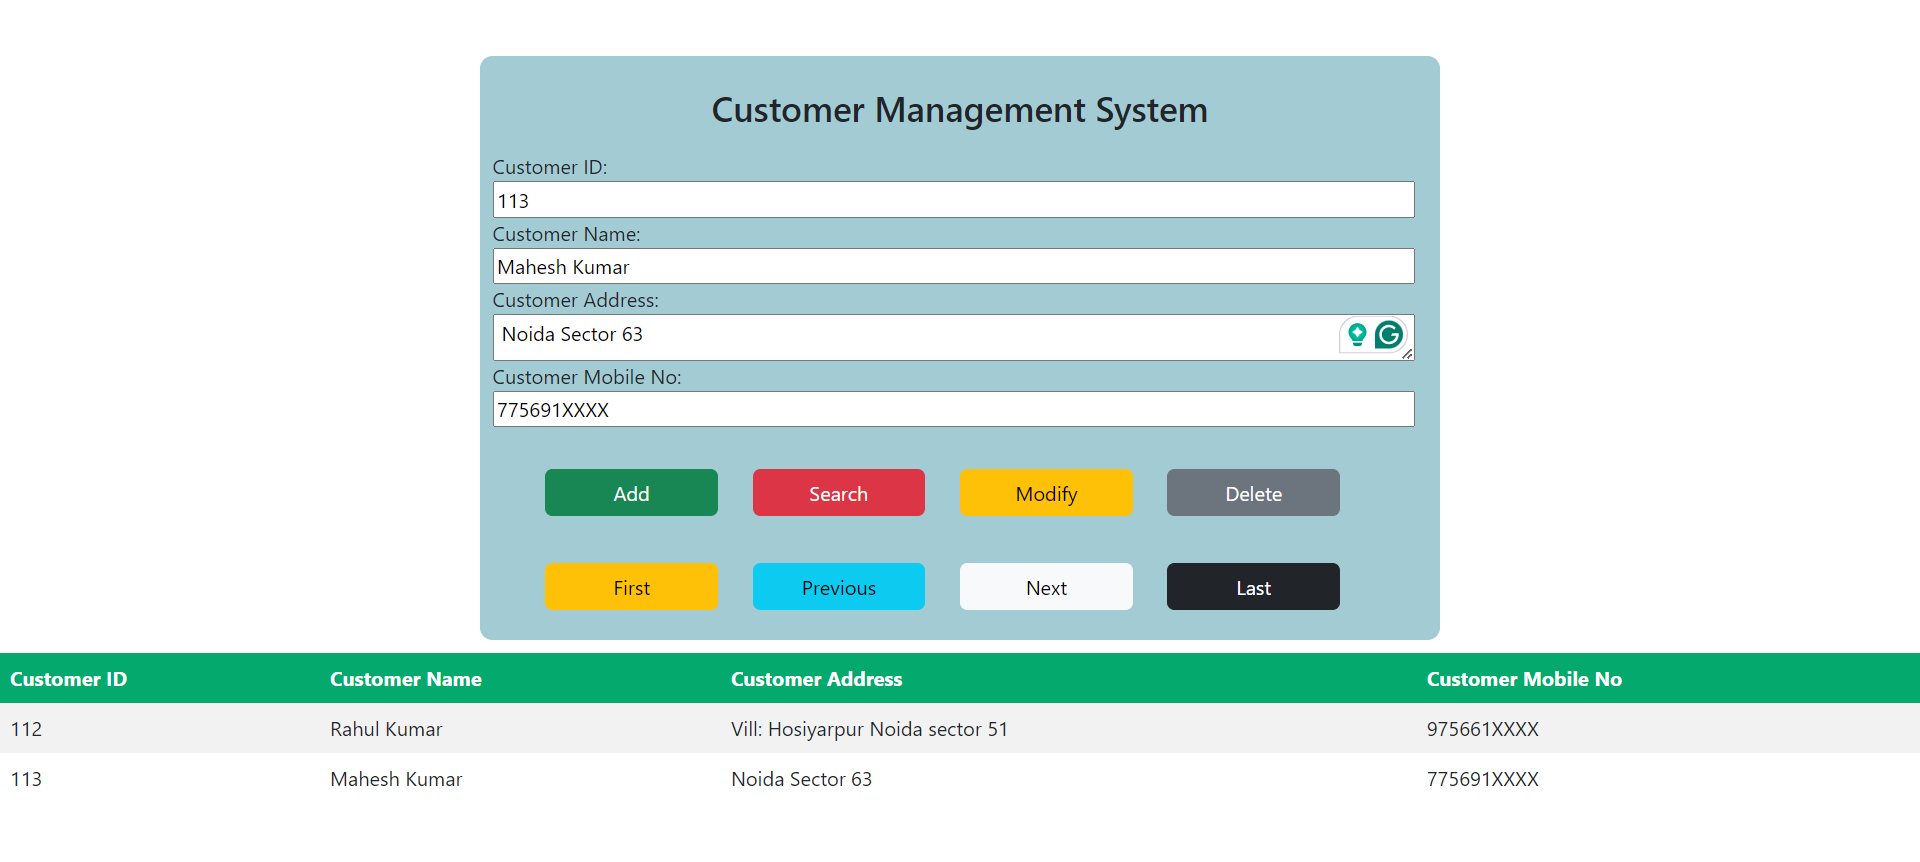 Customer Management System
Customer ID:
113
Customer Name:
Mahesh Kumar
Customer Address:
Noida Sector 63
Customer Mobile No:
775691XXXX
Add Search Modify Delete
First Previous Next Last
Customer ID Customer Name Customer Address Customer Mobile No
112 Rahul Kumar Vill: Hosiyarpur Noida sector 51 975661XXXX
113 Mahesh Kumar Noida Sector 63 775691XXXX